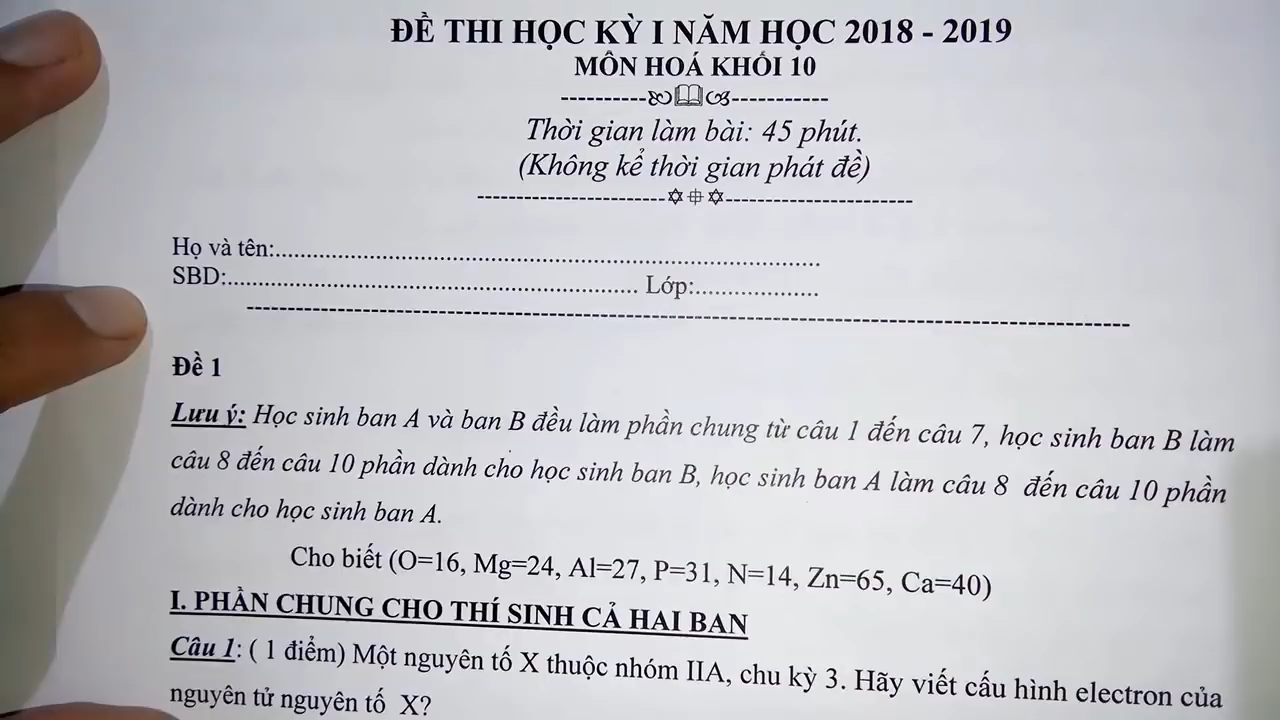 ĐỀ THI HỌC KỲ I NĂM HỌC 2018 - 2019
MÔN HOÁ KHỐI 10
Thời gian làm bài: 45 phút.
(Không kể thời gian phát đề)
Họ và tên:....................................................................................
SBD:................................................................ Lớp:...................
Đề 1
Lưu ý: Học sinh ban A và ban B đều làm phần chung từ câu 1 đến câu 7, học sinh ban B làm
câu 8 đến câu 10 phần dành cho học sinh ban B, học sinh ban A làm câu 8 đến câu 10 phần
dành cho học sinh ban A.
Cho biết (O=16, Mg=24, Al=27, P=31, N=14, Zn=65, Ca=40)
I. PHẦN CHUNG CHO THÍ SINH CẢ HAI BAN
Câu 1: ( 1 điểm) Một nguyên tố X thuộc nhóm IIA, chu kỳ 3. Hãy viết cấu hình electron của
nguyên tử nguyên tố X?